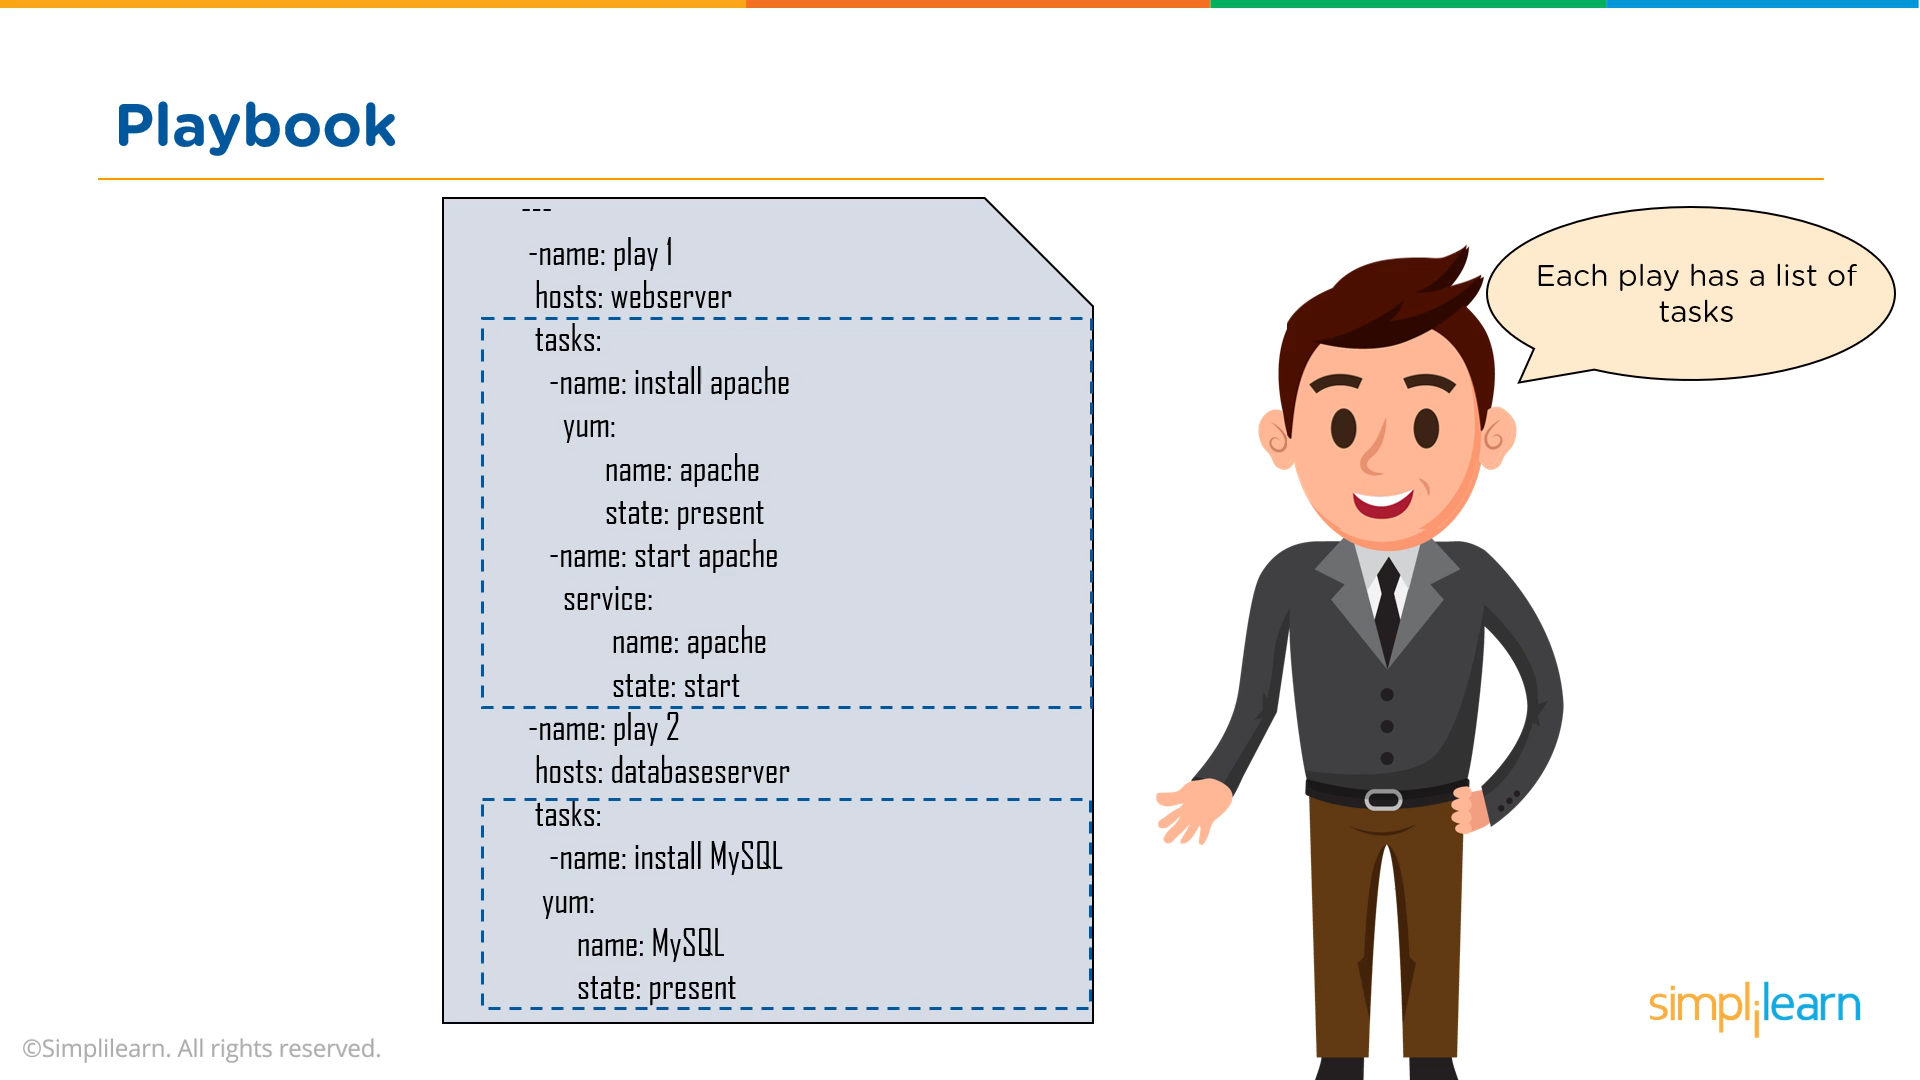 Playbook
---
-name: play 1
hosts: webserver
tasks:
-name: install apache
yum:
name: apache
state: present
-name: start apache
service:
name: apache
state: start
-name: play 2
hosts: databaseserver
tasks:
-name: install MySQL
yum:
name: MySQL
state: present
Each play has a list of
tasks
simplilearn
©Simplilearn. All rights reserved.